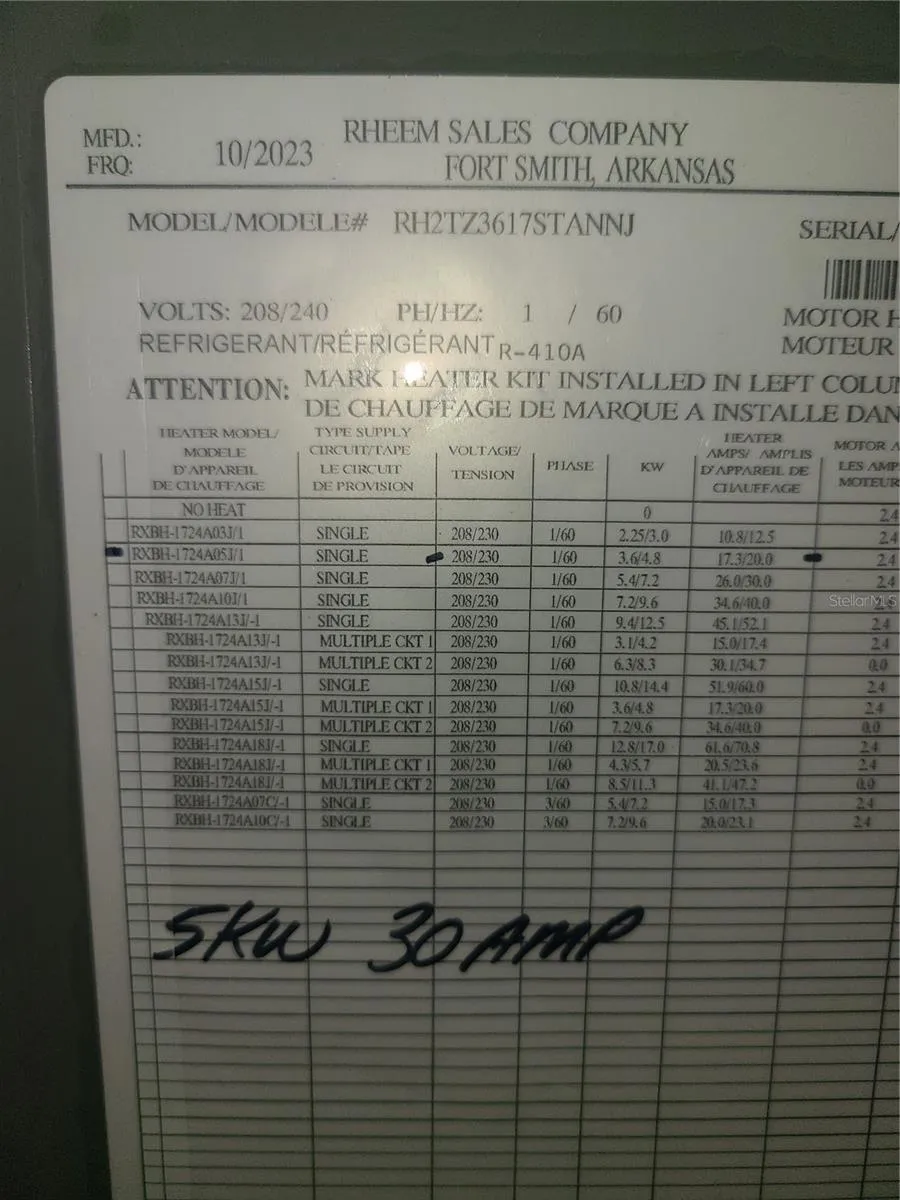 MFD.: 10/2023 RHEEM SALES COMPANY
FRQ: FORT SMITH, ARKANSAS
MODEL/MODELE# RH2TZ3617STANNJ SERIAL/
VOLTS: 208/240 PH/HZ: 1 / 60 MOTOR H
REFRIGERANT/RÉFRIGÉRANT R-410A MOTEUR
ATTENTION: MARK HEATER KIT INSTALLED IN LEFT COLU
DE CHAUFFAGE DE MARQUE A INSTALLE DAN
HEATER MODEL/ MODELE D'APPAREIL DE CHAUFFAGE TYPE SUPPLY CIRCUIT/TAPE LE CIRCUIT DE PROVISION VOLTAGE/ TENSION PHASE KW HEATER AMPS/ AMPLIS D'APPAREIL DE CHAUFFAGE MOTOR A LES AMP MOTEUR
NO HEAT 0 2.4
RXBH-1724A03J/1 SINGLE 208/230 1/60 2.25/3.0 10.8/12.5 2.4
RXBH-1724A05J/1 SINGLE 208/230 1/60 3.6/4.8 17.3/20.0 2.4
RXBH-1724A07J/1 SINGLE 208/230 1/60 5.4/7.2 26.0/30.0 2.4
RXBH-1724A10J/1 SINGLE 208/230 1/60 7.2/9.6 34.6/40.0
StellarMLS
RXBH-1724A13J/-1 SINGLE 208/230 1/60 9.4/12.5 45.1/52.1 2.4
RXBH-1724A13J/-1 MULTIPLE CKT 1 208/230 1/60 3.1/4.2 15.0/17.4 2.4
RXBH-1724A13J/-1 MULTIPLE CKT 2 208/230 1/60 6.3/8.3 30.1/34.7 0.0
RXBH-1724A15J/-1 SINGLE 208/230 1/60 10.8/14.4 51.9/60.0 2.4
RXBH-1724A15J/-1 MULTIPLE CKT 1 208/230 1/60 3.6/4.8 17.3/20.0 2.4
RXBH-1724A15J/-1 MULTIPLE CKT 2 208/230 1/60 7.2/9.6 34.6/40.0 0.0
RXBH-1724A18J/-1 SINGLE 208/230 1/60 12.8/17.0 61.6/70.8 2.4
RXBH-1724A18J/-1 MULTIPLE CKT 1 208/230 1/60 4.3/5.7 20.5/23.6 2.4
RXBH-1724A18J/-1 MULTIPLE CKT 2 208/230 1/60 8.5/11.3 41.1/47.2 0.0
RXBH-1724A07C/-1 SINGLE 208/230 3/60 5.4/7.2 15.0/17.3 2.4
RXBH-1724A10C/-1 SINGLE 208/230 3/60 7.2/9.6 20.0/23.1 2.4
5KW 30 AMP